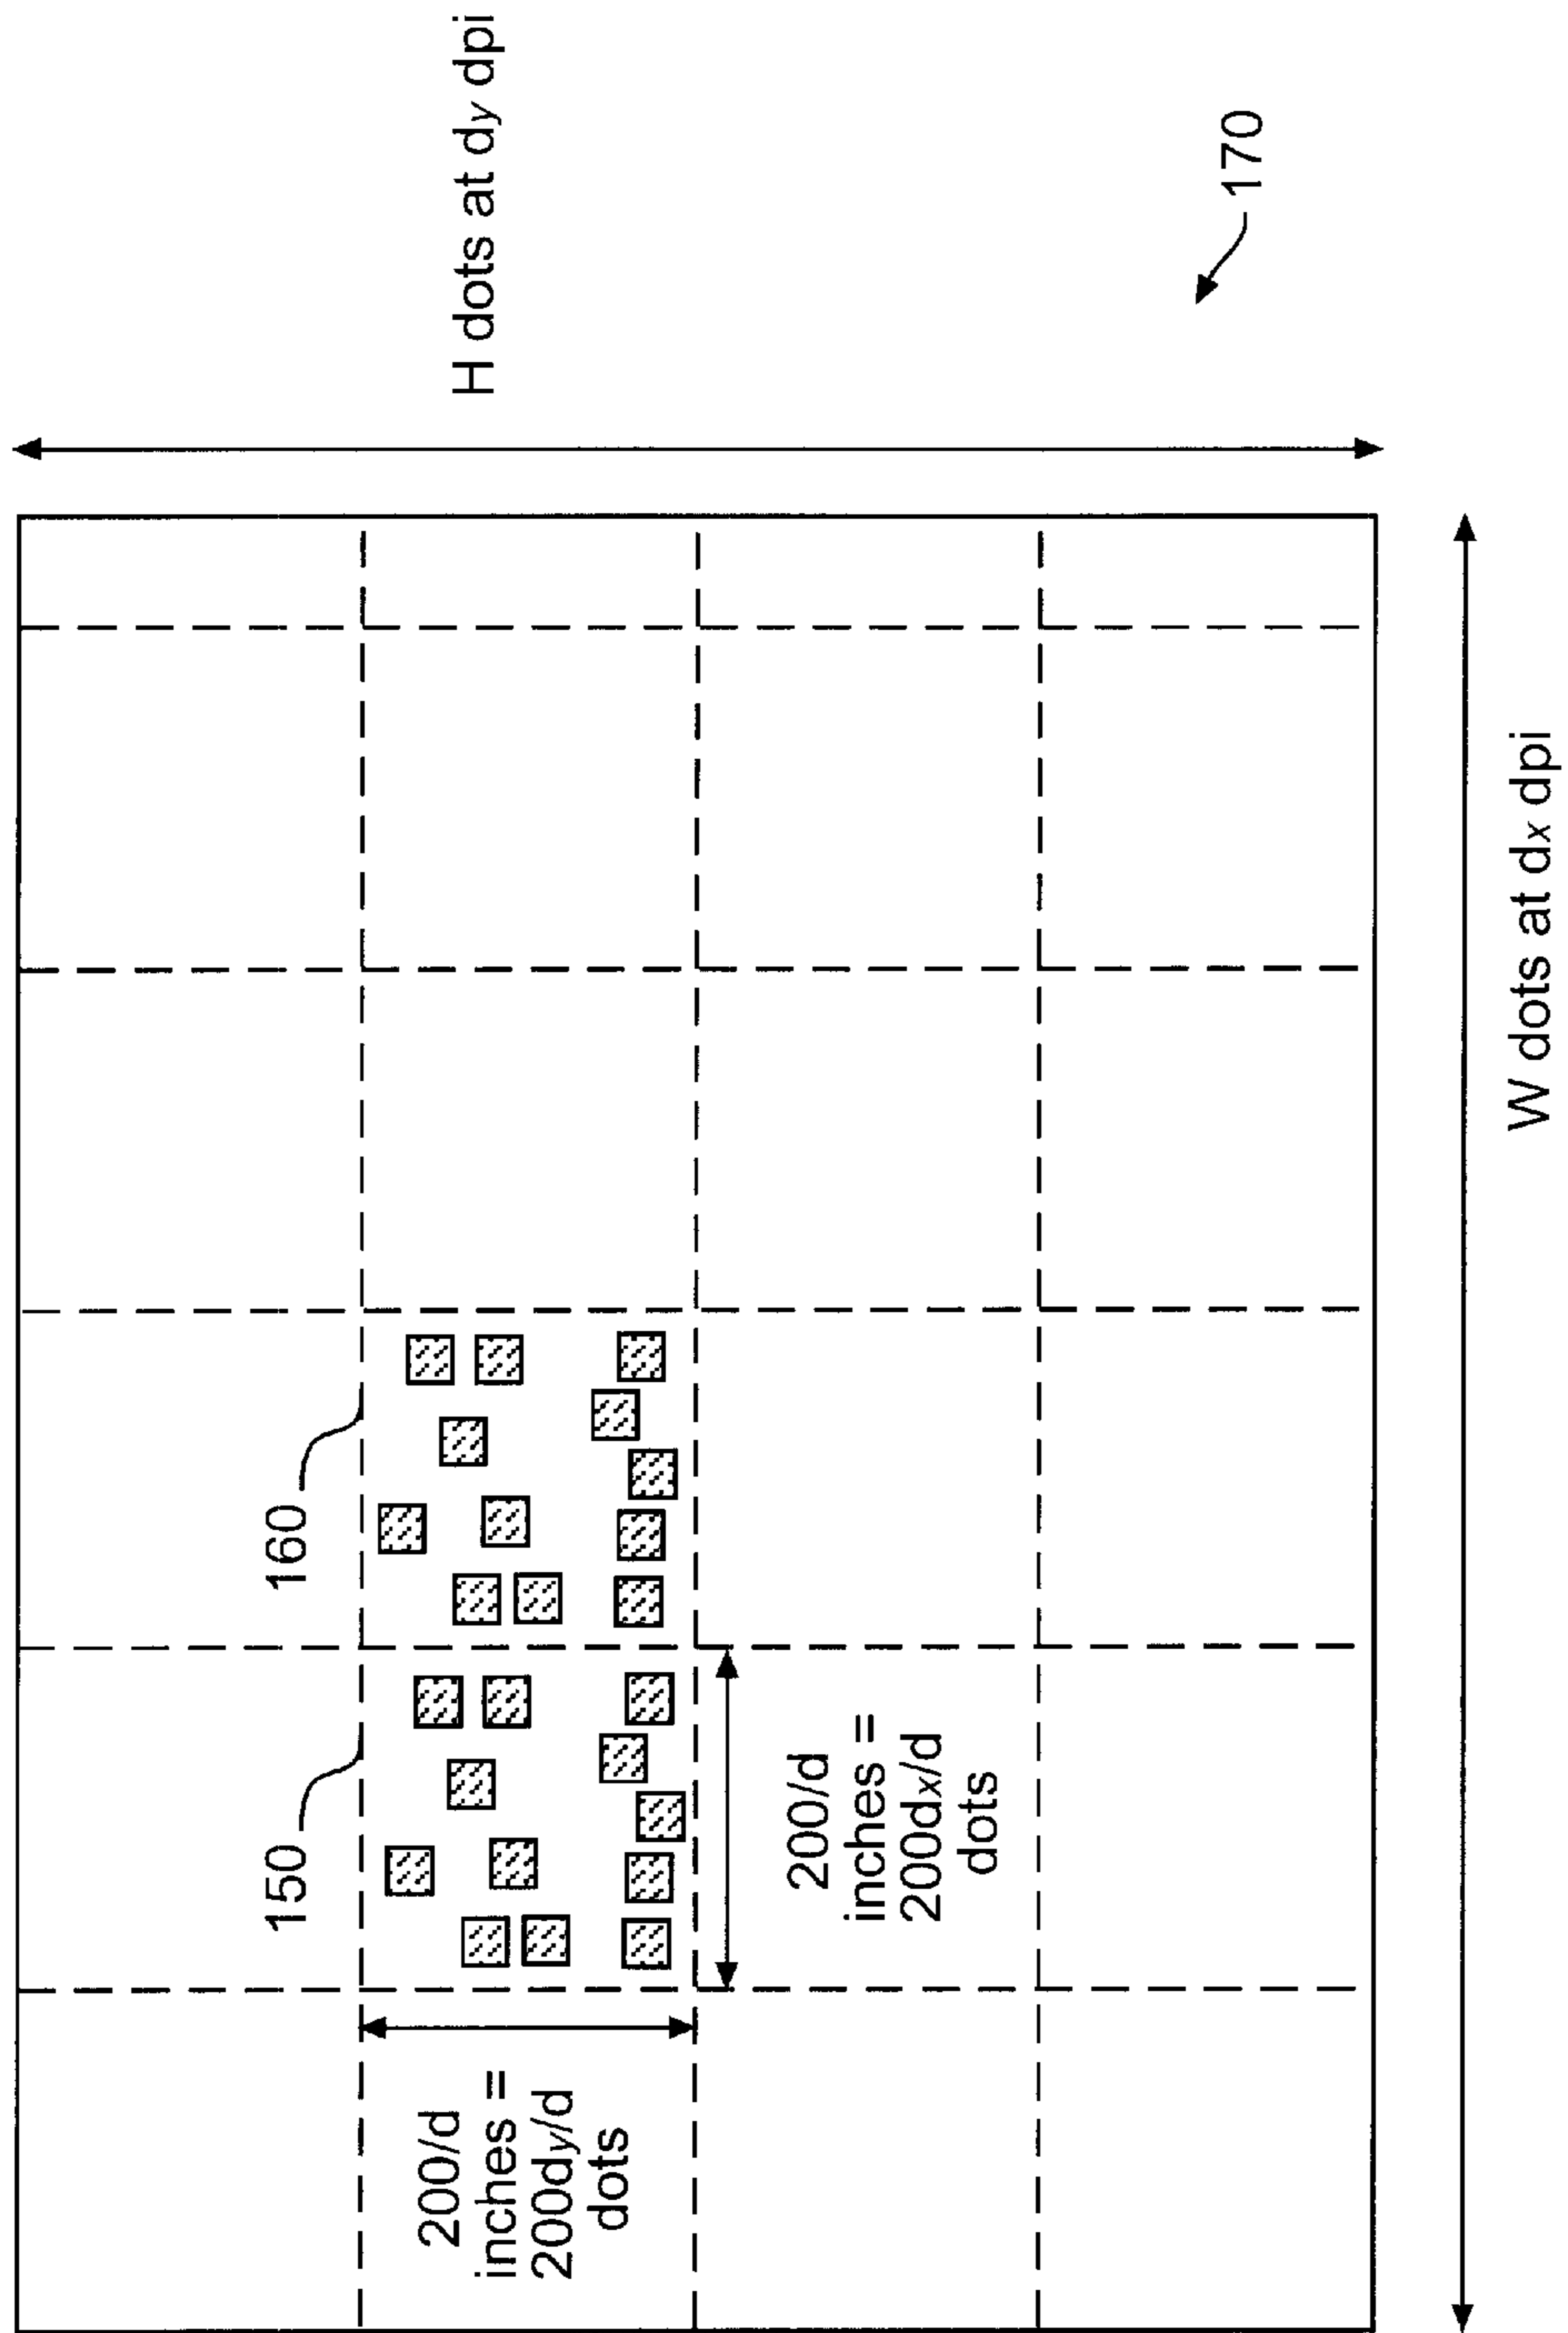 H dots at dy dpi
170
160
150
200/d
inches =
200dy/d
dots
200/d
inches =
200dx/d
dots
W dots at dx dpi